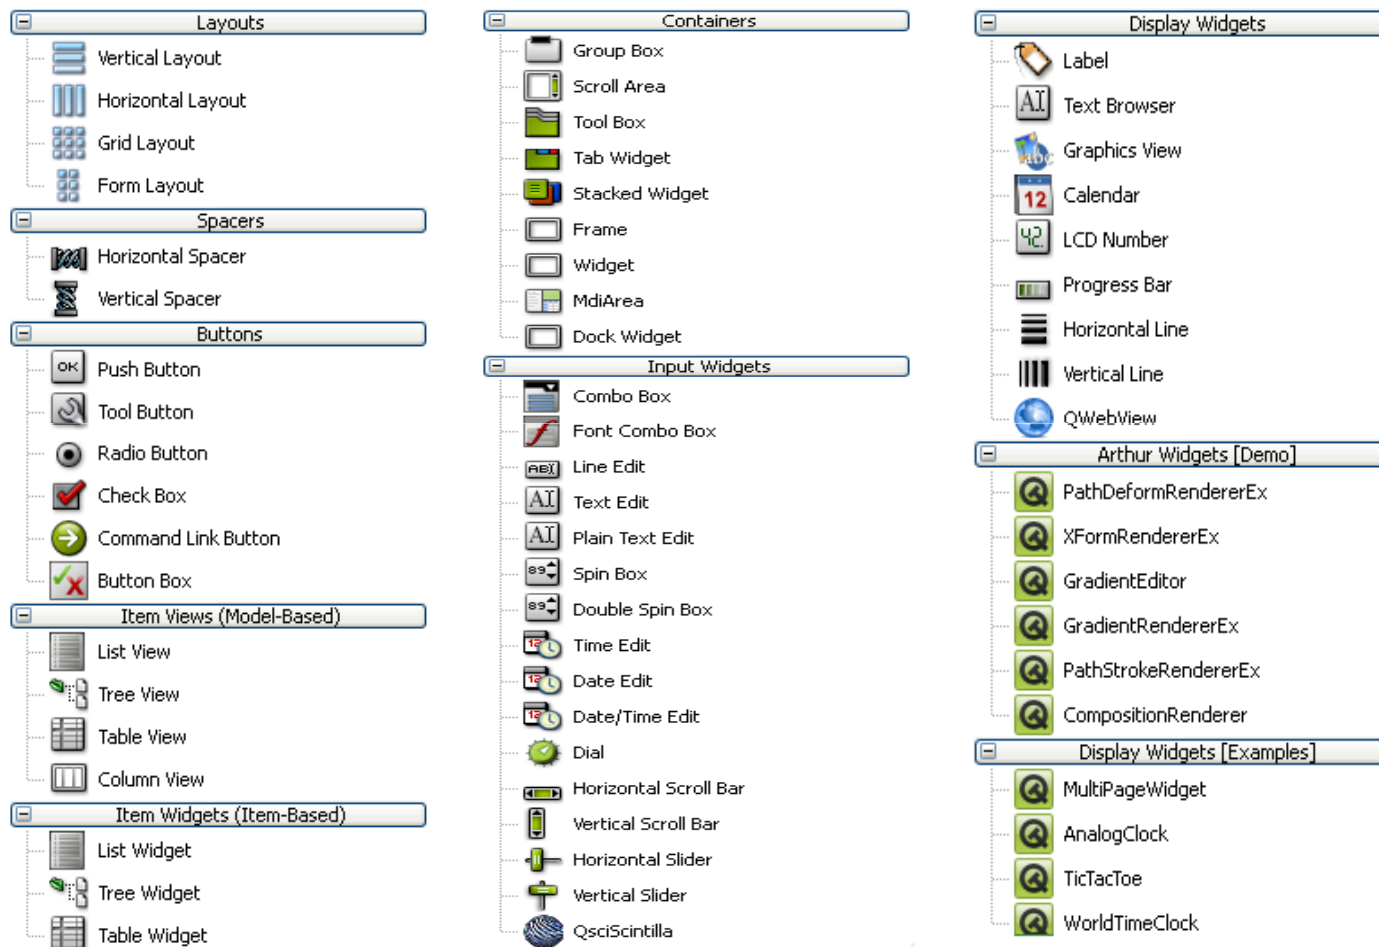 Layouts
Vertical Layout
Horizontal Layout
Grid Layout
Form Layout
Spacers
Horizontal Spacer
Vertical Spacer
Buttons
OK
Push Button
Tool Button
Radio Button
Check Box
Command Link Button
Button Box
Item Views (Model-Based)
List View
Tree View
Table View
Column View
Item Widgets (Item-Based)
List Widget
Tree Widget
Table Widget
Containers
Group Box
Scroll Area
Tool Box
Tab Widget
Stacked Widget
Frame
Widget
MdiArea
Dock Widget
Input Widgets
Combo Box
f Font Combo Box
ABI Line Edit
AI Text Edit
AI Plain Text Edit
89 Spin Box
89 Double Spin Box
12 Time Edit
12 Date Edit
12 Date/Time Edit
Dial
Horizontal Scroll Bar
Vertical Scroll Bar
Horizontal Slider
Vertical Slider
QsciScintilla
Display Widgets
Label
AI Text Browser
abc Graphics View
12 Calendar
42. LCD Number
Progress Bar
Horizontal Line
Vertical Line
QWebView
Arthur Widgets [Demo]
PathDeformRendererEx
XFormRendererEx
GradientEditor
GradientRendererEx
PathStrokeRendererEx
CompositionRenderer
Display Widgets [Examples]
MultiPageWidget
AnalogClock
TicTacToe
WorldTimeClock